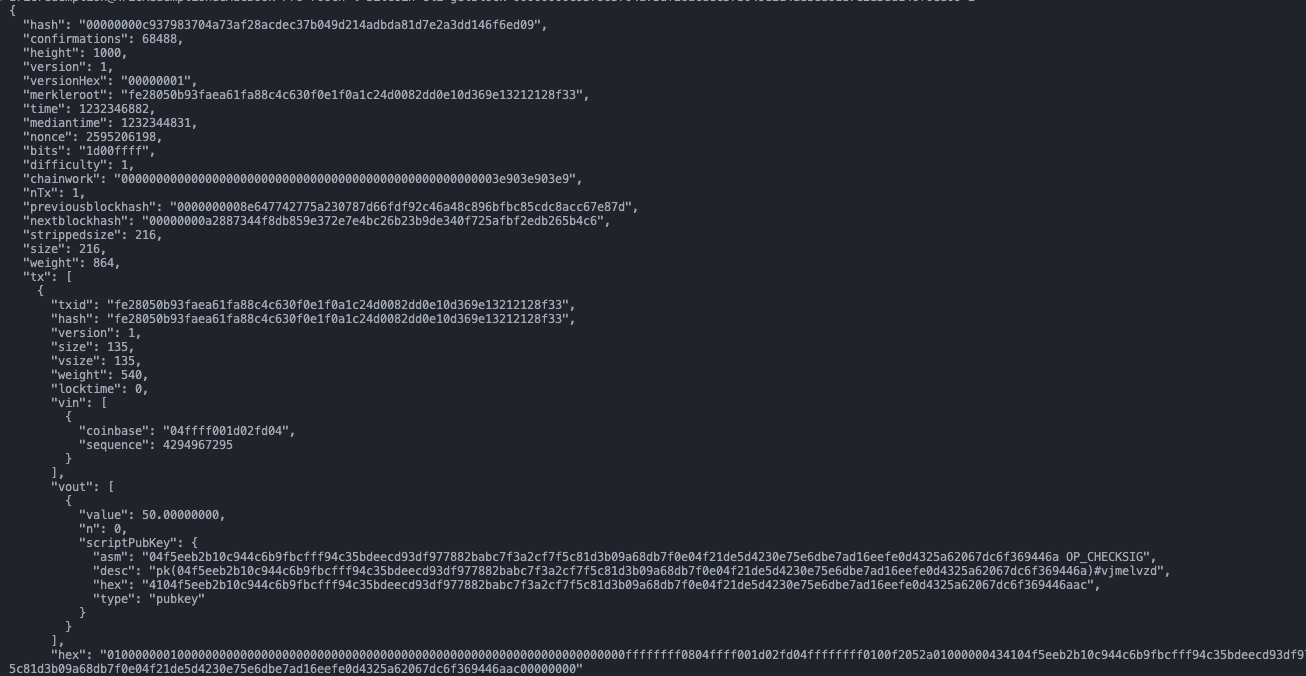 {
  "hash": "00000000c937983704a73af28acdec37b049d214adbda81d7e2a3dd146f6ed09",
  "confirmations": 68488,
  "height": 1000,
  "version": 1,
  "versionHex": "00000001",
  "merkleroot": "fe28050b93faea61fa88c4c630f0e1f0a1c24d0082dd0e10d369e13212128f33",
  "time": 1232346882,
  "mediantime": 1232344831,
  "nonce": 2595206198,
  "bits": "1d00ffff",
  "difficulty": 1,
  "chainwork": "000000000000000000000000000000000000000000000000000003e903e903e9",
  "nTx": 1,
  "previousblockhash": "0000000008e647742775a230787d66fdf92c46a48c896bfbc85cdc8acc67e87d",
  "nextblockhash": "00000000a2887344f8db859e372e7e4bc26b23b9de340f725afbf2edb265b4c6",
  "strippedsize": 216,
  "size": 216,
  "weight": 864,
  "tx": [
    {
      "txid": "fe28050b93faea61fa88c4c630f0e1f0a1c24d0082dd0e10d369e13212128f33",
      "hash": "fe28050b93faea61fa88c4c630f0e1f0a1c24d0082dd0e10d369e13212128f33",
      "version": 1,
      "size": 135,
      "vsize": 135,
      "weight": 540,
      "locktime": 0,
      "vin": [
        {
          "coinbase": "04ffff001d02fd04",
          "sequence": 4294967295
        }
      ],
      "vout": [
        {
          "value": 50.00000000,
          "n": 0,
          "scriptPubKey": {
            "asm": "04f5eeb2b10c944c6b9fbcfff94c35bdeecd93df977882babc7f3a2cf7f5c81d3b09a68db7f0e04f21de5d4230e75e6dbe7ad16eefe0d4325a62067dc6f369446a OP_CHECKSIG",
            "desc": "pk(04f5eeb2b10c944c6b9fbcfff94c35bdeecd93df977882babc7f3a2cf7f5c81d3b09a68db7f0e04f21de5d4230e75e6dbe7ad16eefe0d4325a62067dc6f369446a)#vjmelvzd",
            "hex": "4104f5eeb2b10c944c6b9fbcfff94c35bdeecd93df977882babc7f3a2cf7f5c81d3b09a68db7f0e04f21de5d4230e75e6dbe7ad16eefe0d4325a62067dc6f369446aac",
            "type": "pubkey"
          }
        }
      ],
      "hex": "01000000010000000000000000000000000000000000000000000000000000000000000000ffffffff0804ffff001d02fd04ffffffff0100f2052a01000000434104f5eeb2b10c944c6b9fbcfff94c35bdeecd93df97
5c81d3b09a68db7f0e04f21de5d4230e75e6dbe7ad16eefe0d4325a62067dc6f369446aac00000000"